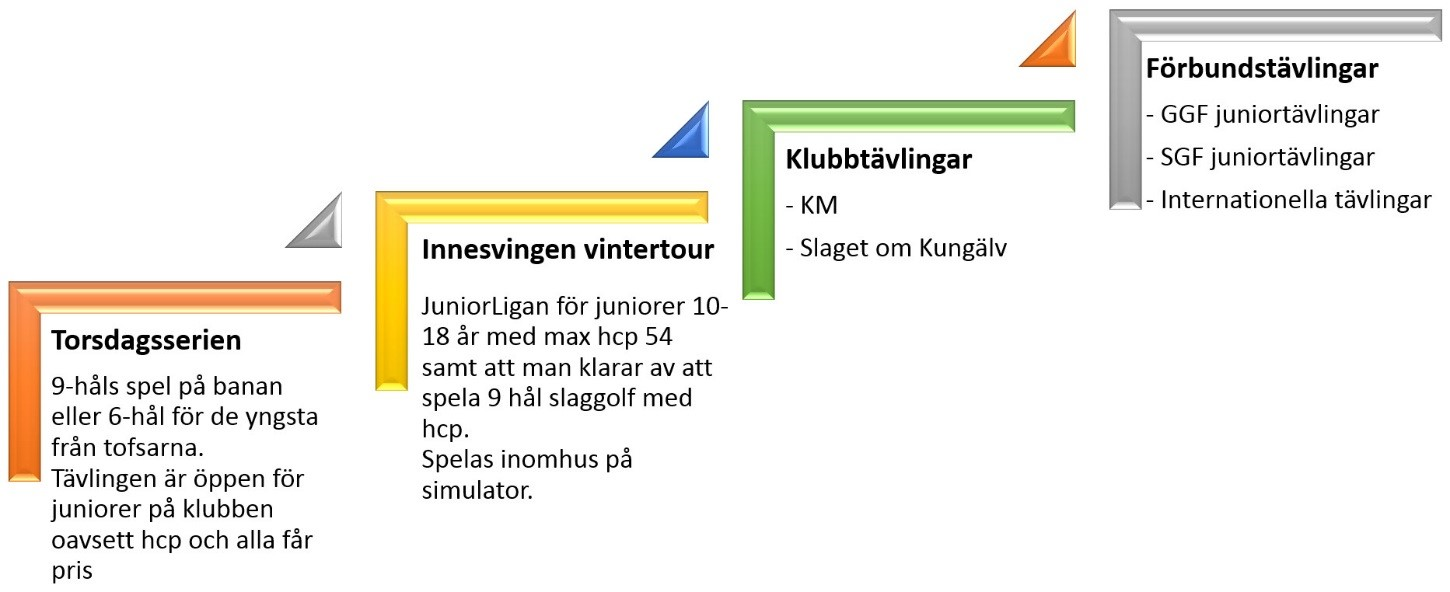 Torsdagsserien
9-håls spel på banan
eller 6-hål för de yngsta
från tofsarna.
Tävlingen är öppen för
juniorer på klubben
oavsett hcp och alla får
pris
Innesvingen vintertour
JuniorLigan för juniorer 10-
18 år med max hcp 54
samt att man klarar av att
spela 9 hål slaggolf med
hcp.
Spelas inomhus på
simulator.
Klubbtävlingar
- KM
- Slaget om Kungälv
Förbundstävlingar
- GGF juniortävlingar
- SGF juniortävlingar
- Internationella tävlingar